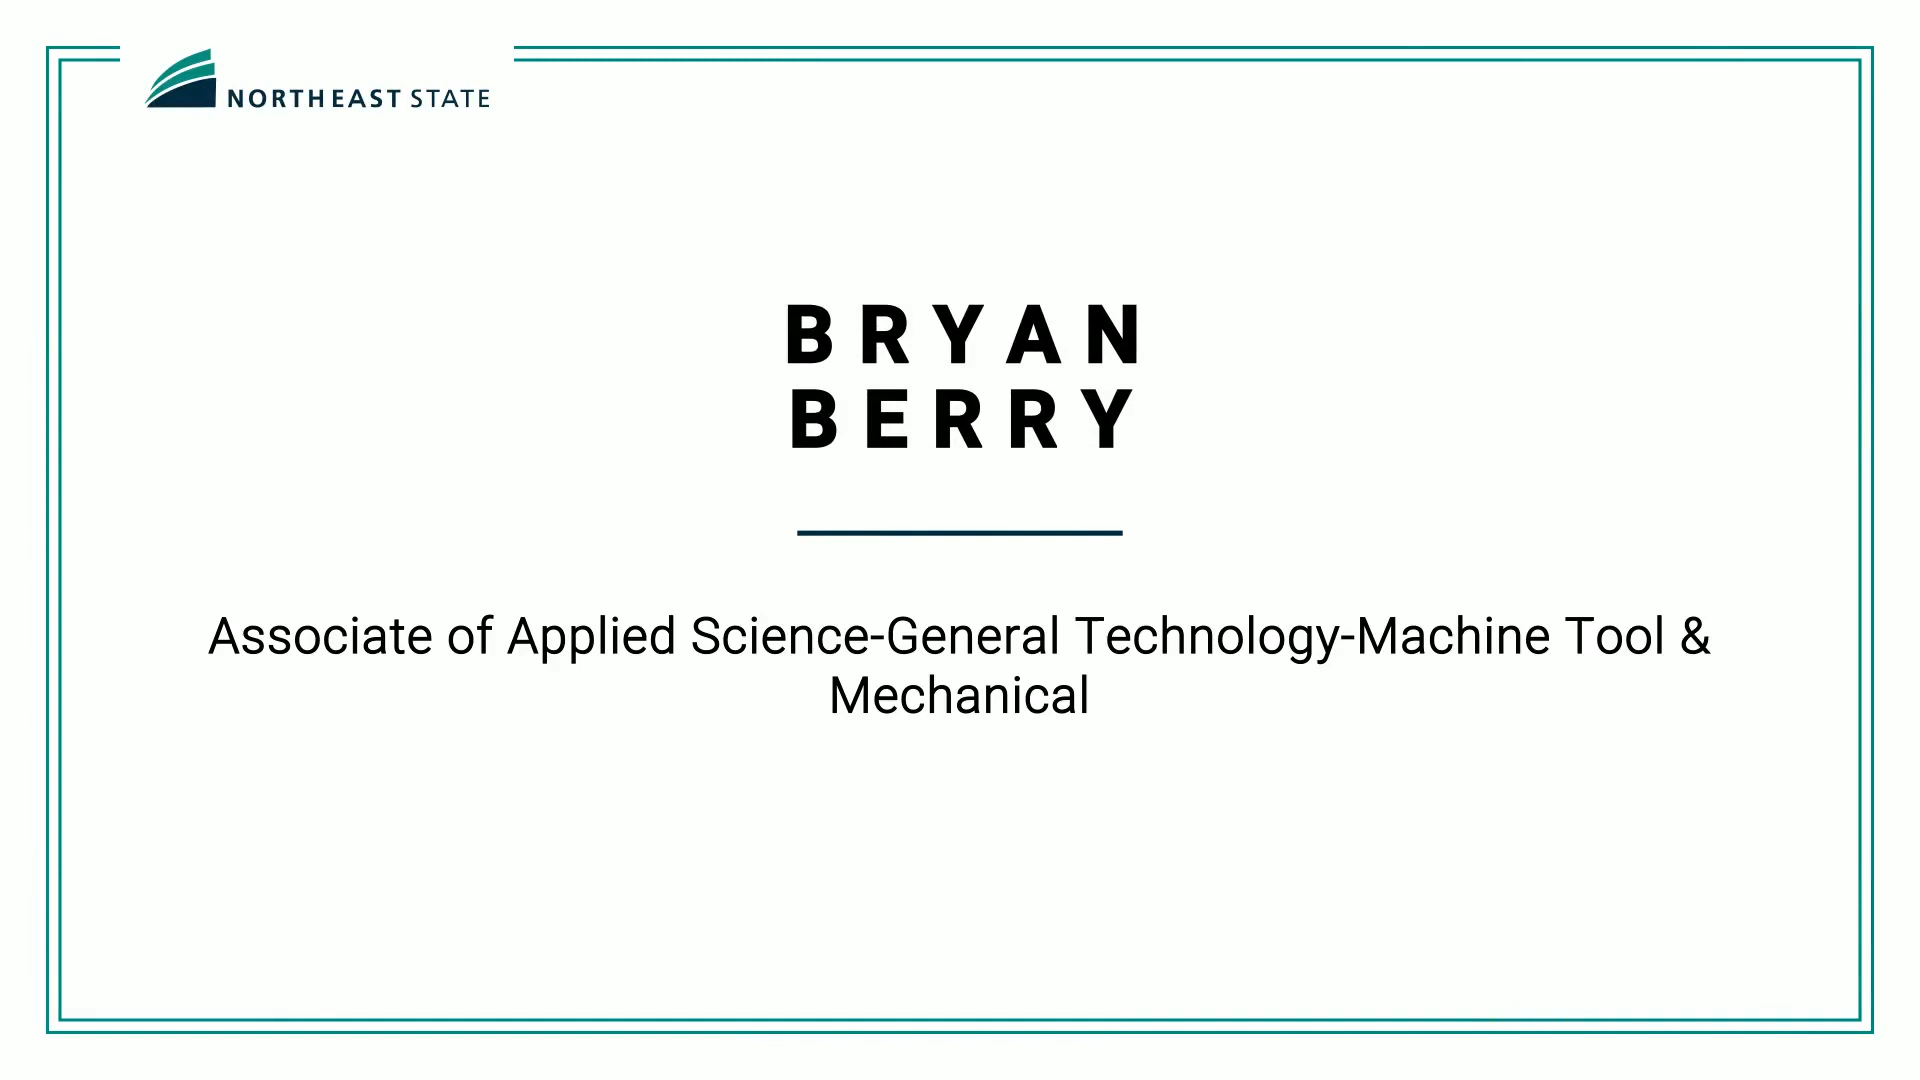 NORTHEAST STATE
BRYAN
BERRY
Associate of Applied Science-General Technology-Machine Tool &
Mechanical